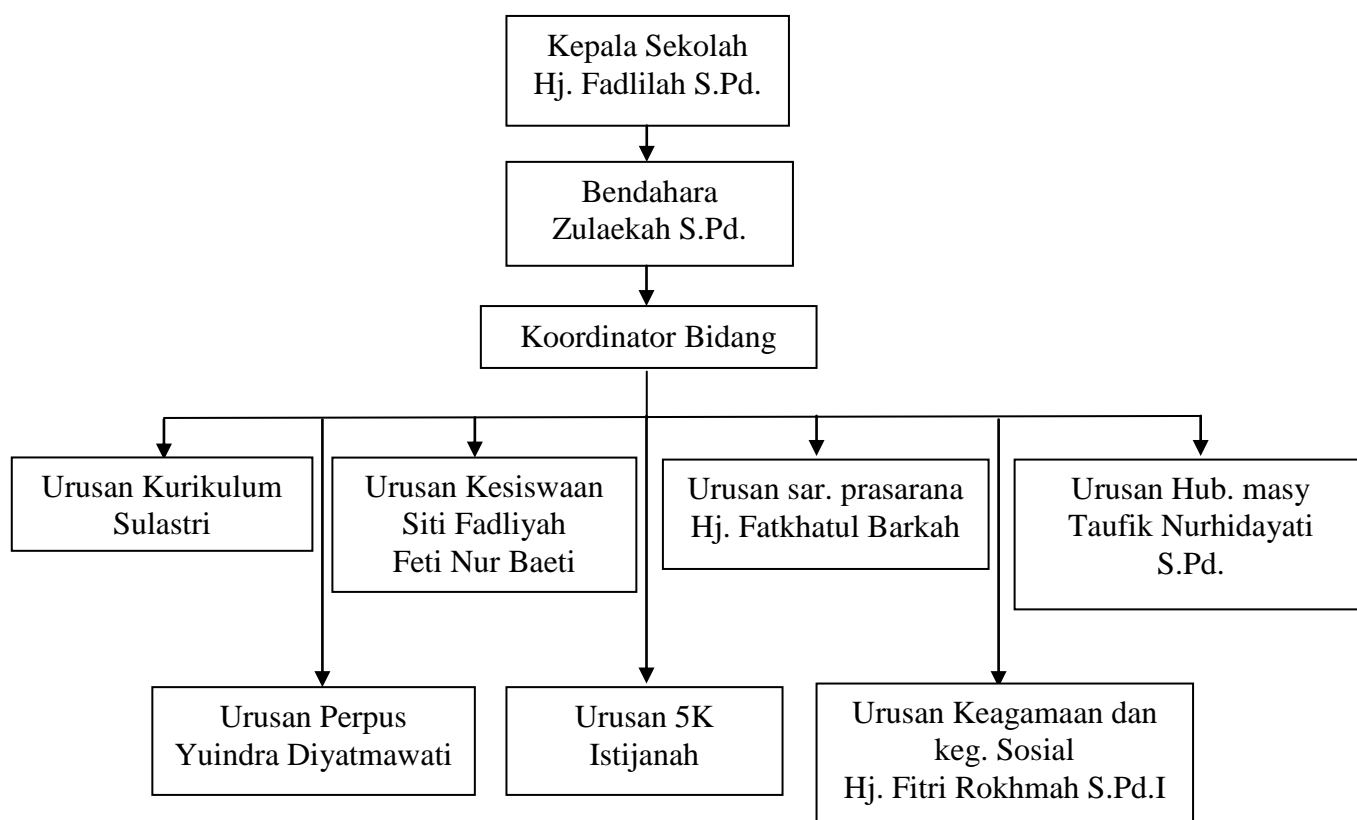 Kepala Sekolah
Hj. Fadlilah S.Pd.
Bendahara
Zulaekah S.Pd.
Koordinator Bidang
Urusan Kurikulum
Sulastri
Urusan Kesiswaan
Siti Fadliyah
Feti Nur Baeti
Urusan sar. prasarana
Hj. Fatkhatul Barkah
Urusan Hub. masy
Taufik Nurhidayati
S.Pd.
Urusan Perpus
Yuindra Diyatmawati
Urusan 5K
Istijanah
Urusan Keagamaan dan
keg. Sosial
Hj. Fitri Rokhmah S.Pd.I